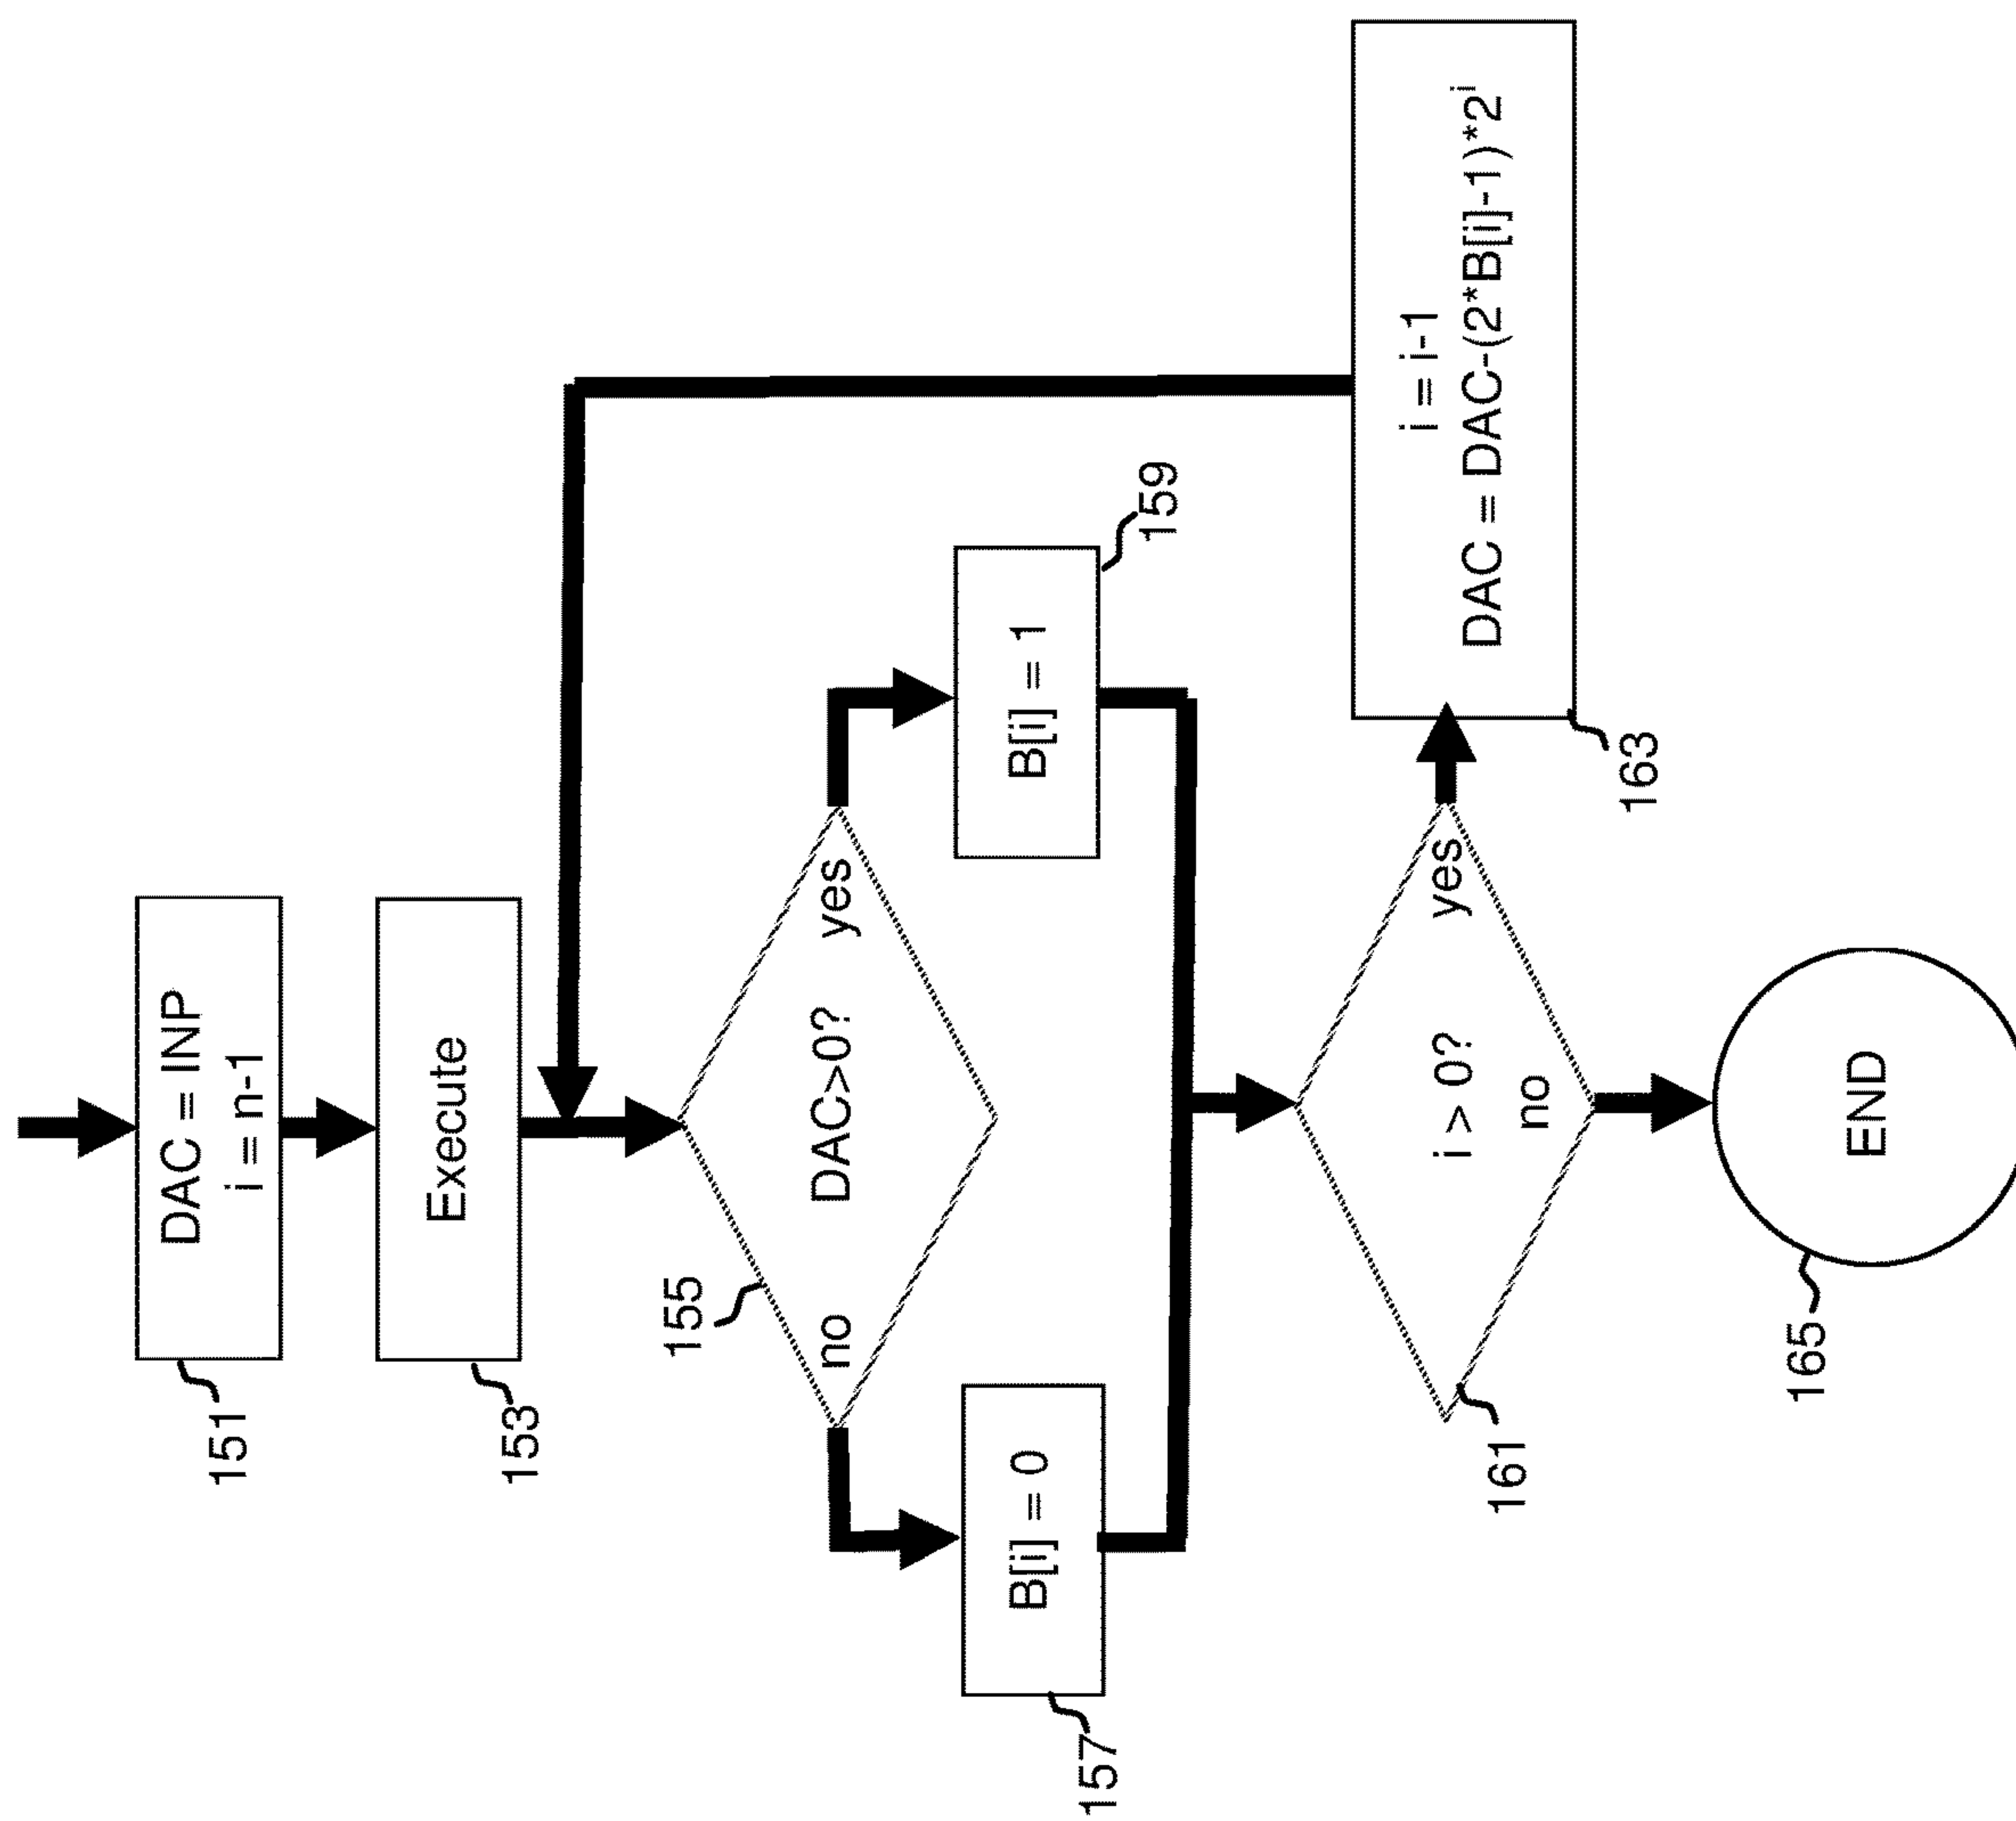 DAC = INP
i = n-1
151
Execute
153
155
DAC>0?
no
yes
B[i] = 0
157
B[i] = 1
159
i > 0?
yes
no
161
i = i-1
DAC = DAC-(2*B[i]-1)*2^i
163
END
165